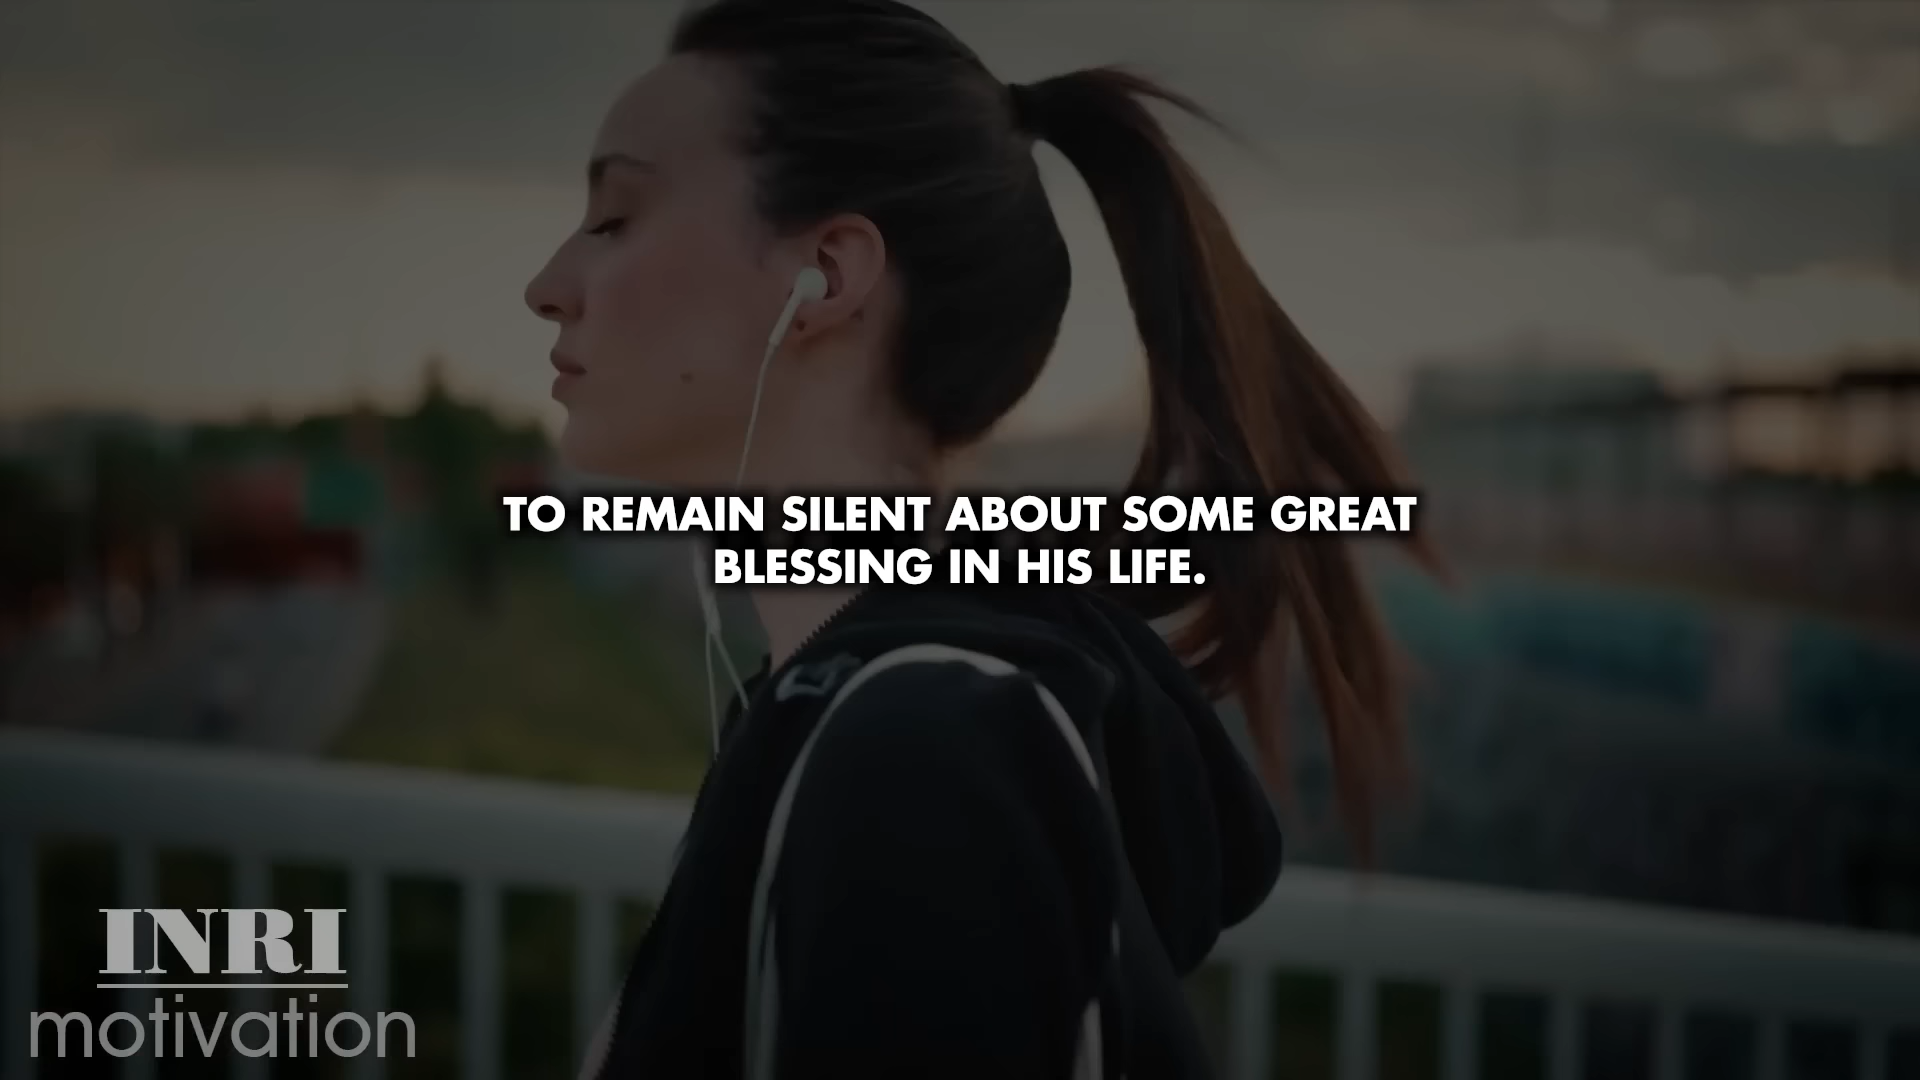 TO REMAIN SILENT ABOUT SOME GREAT
BLESSING IN HIS LIFE.
INRI
motivation